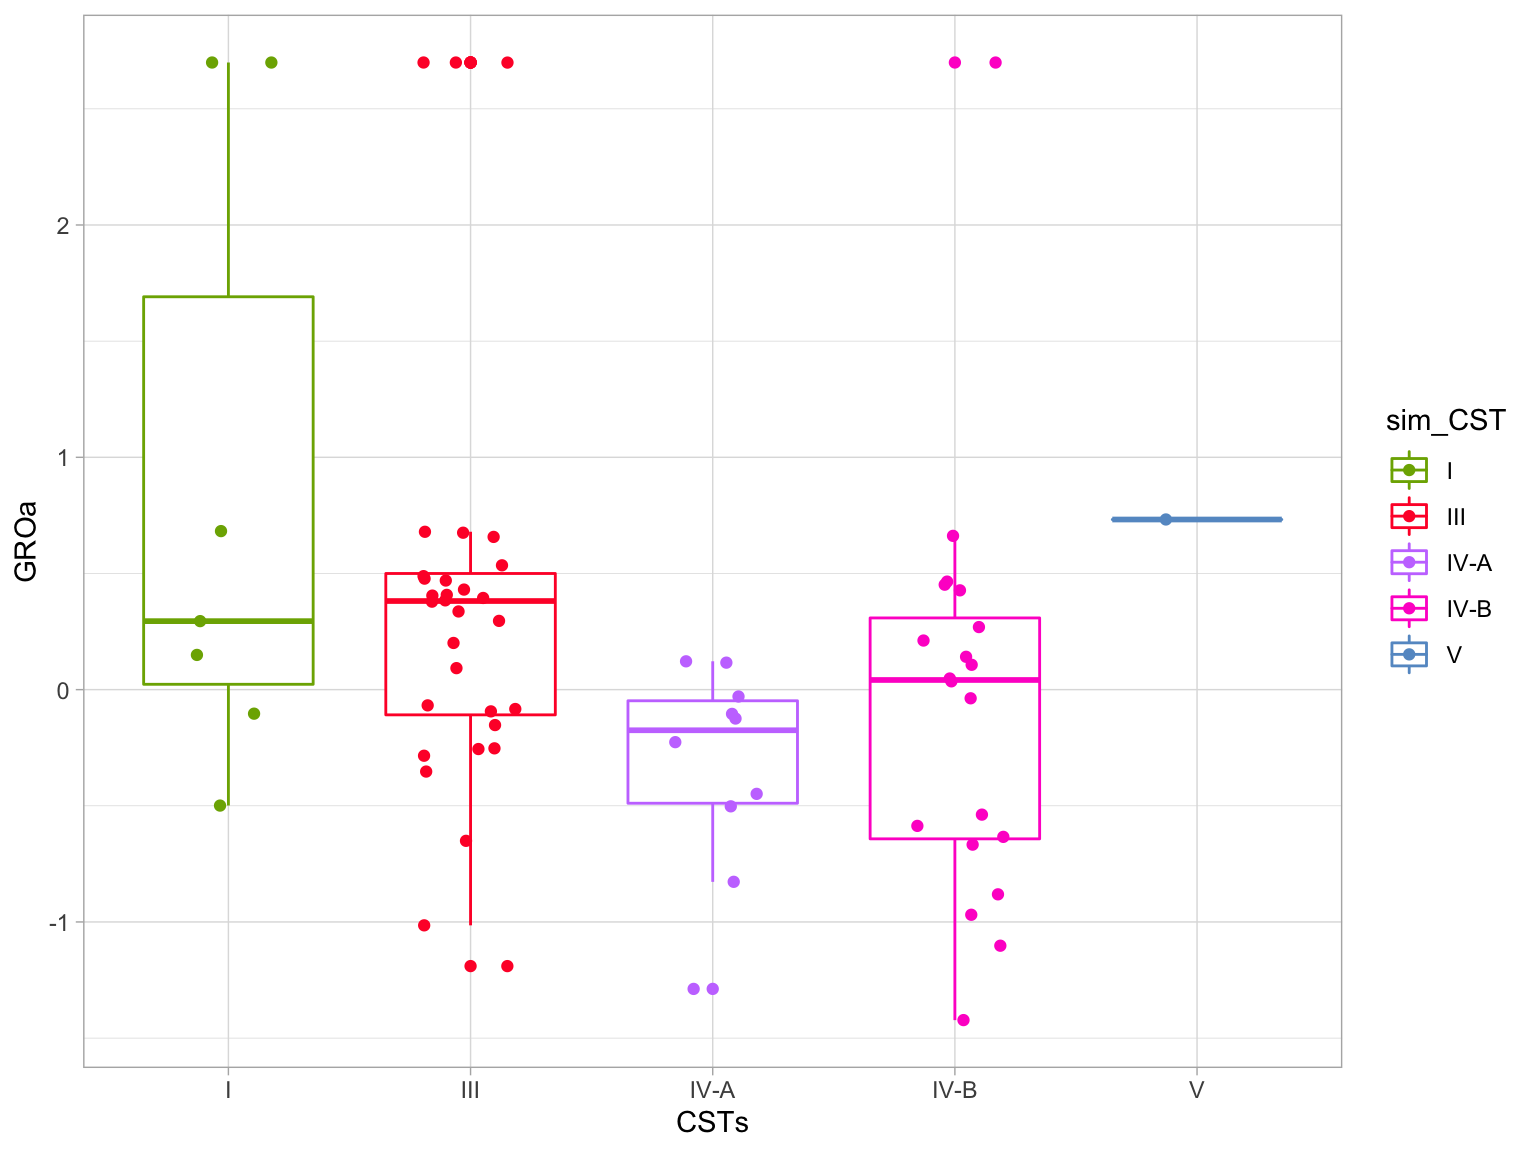 GROa
2
1
0
-1
I III IV-A IV-B V
CSTs
sim_CST
I
III
IV-A
IV-B
V